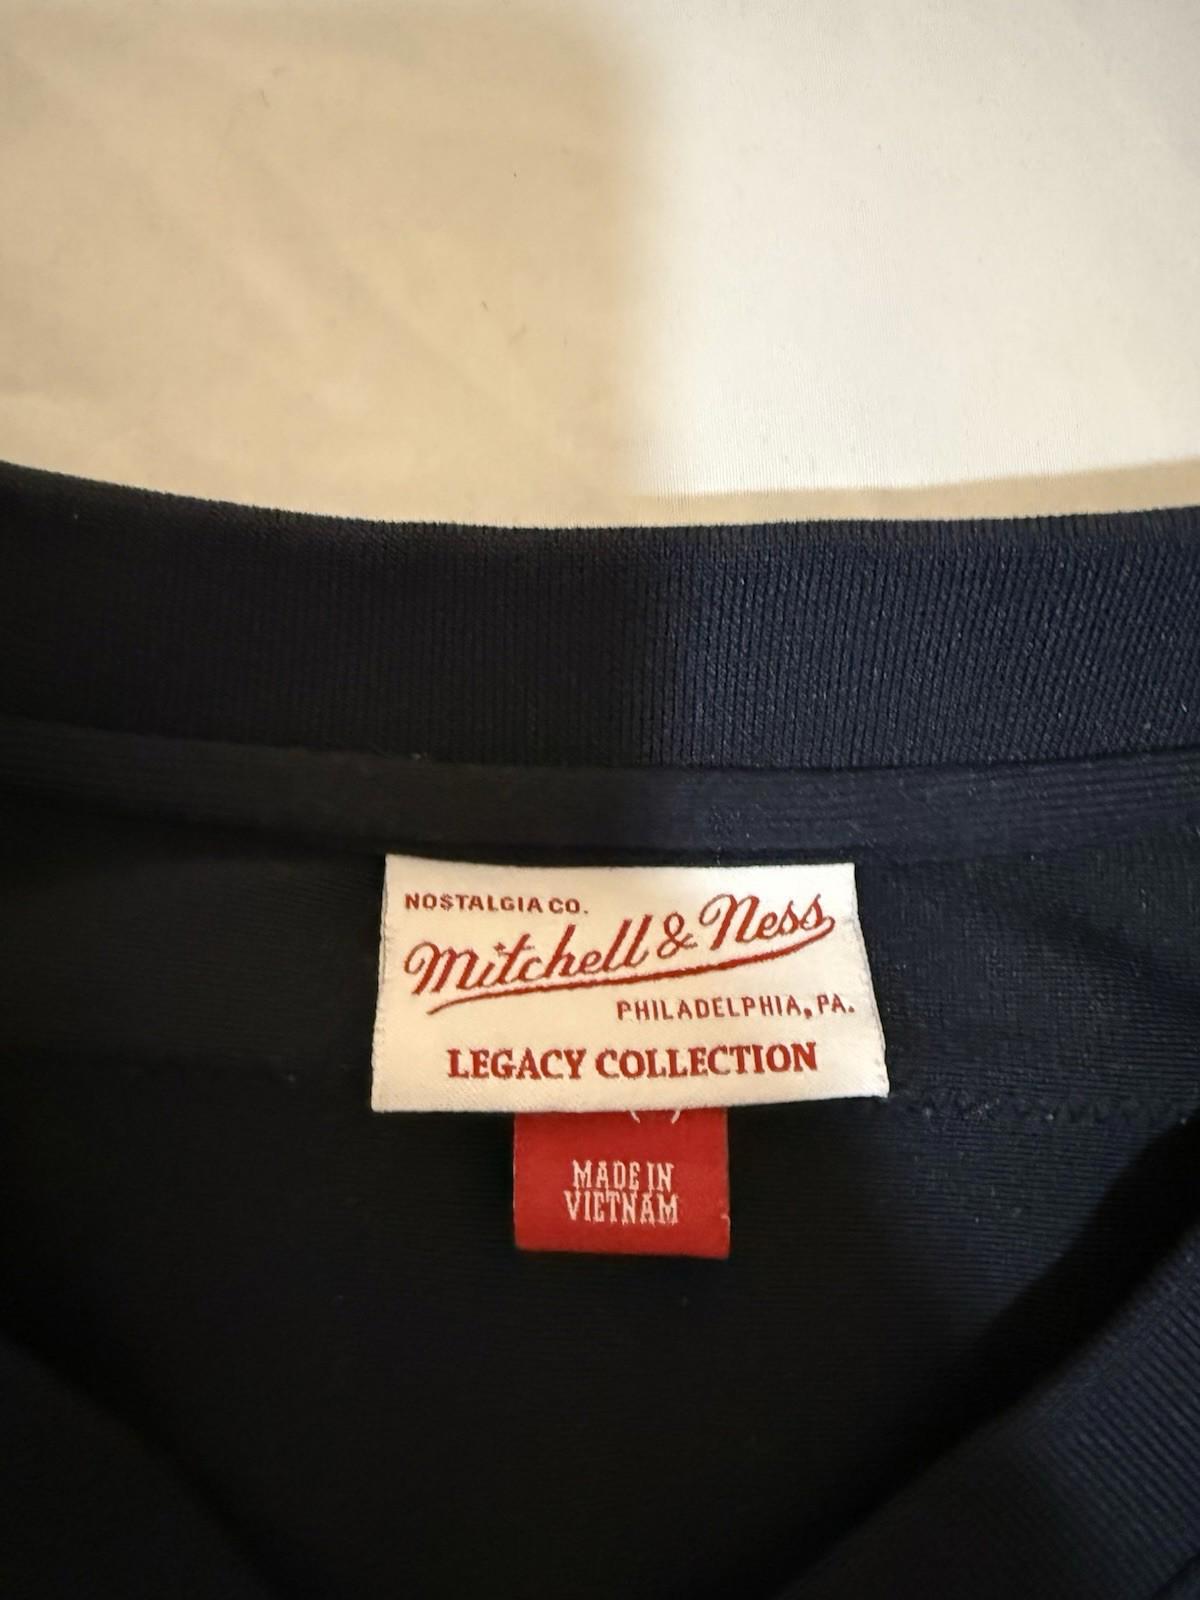 NOSTALGIA CO.
Mitchell & Ness
PHILADELPHIA, PA.
LEGACY COLLECTION
MADE IN
VIETNAM